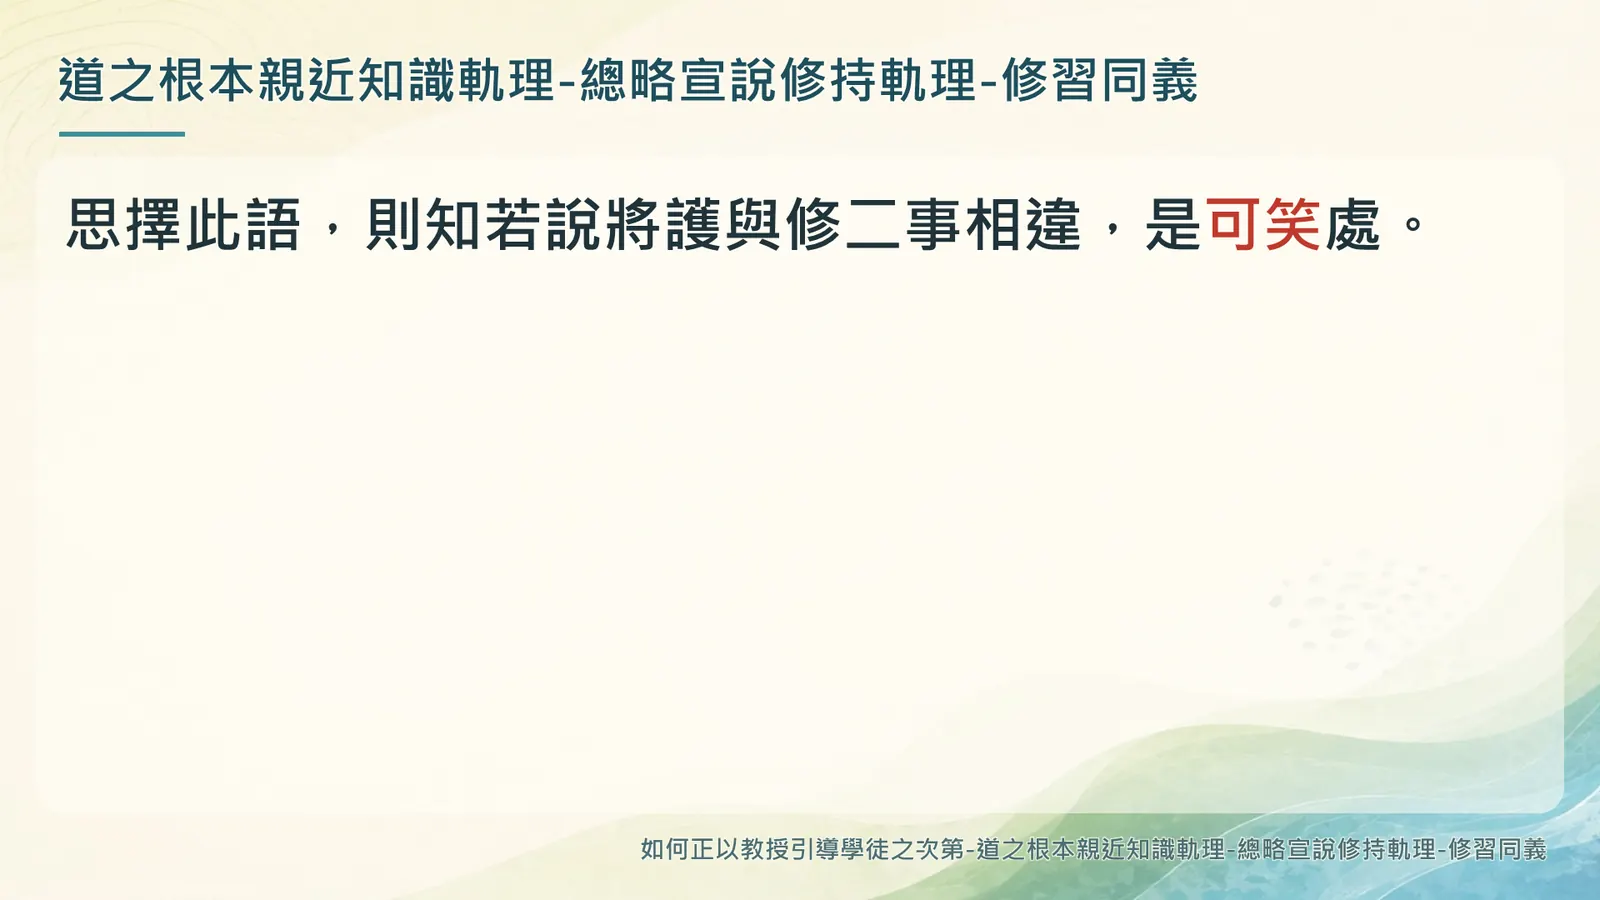 道之根本親近知識軌理-總略宣說修持軌理-修習同義
思擇此語，則知若說將護與修二事相違，是可笑處。
如何正以教授引導學徒之次第-道之根本親近知識軌理-總略宣說修持軌理-修習同義